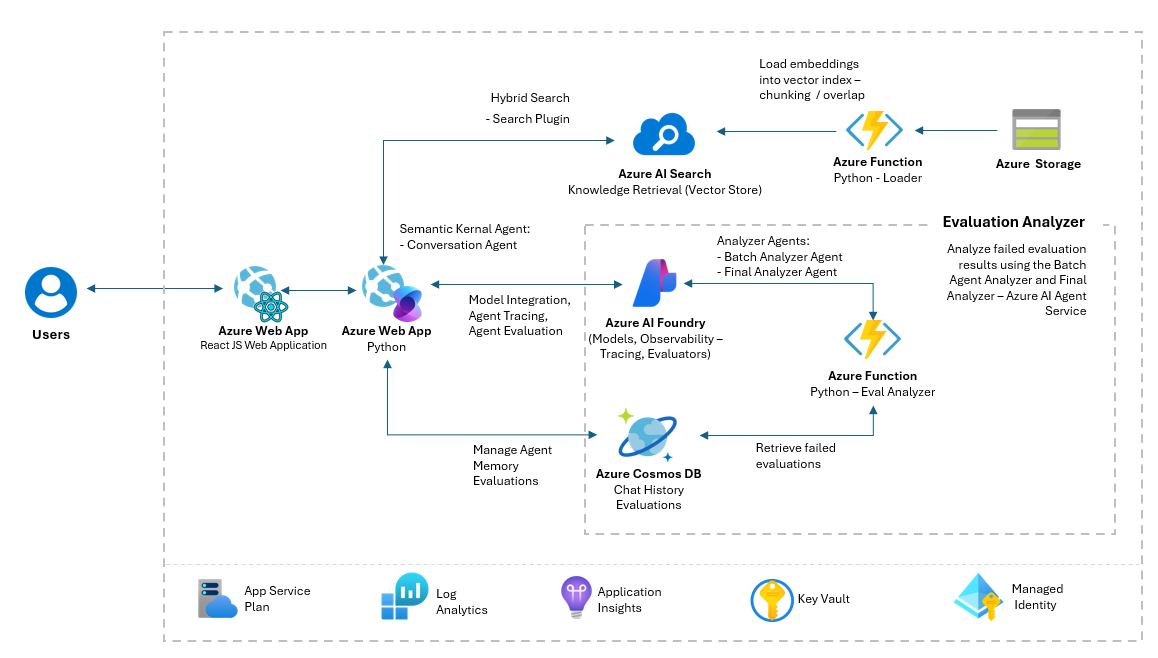 Load embeddings
into vector index –
chunking / overlap
Hybrid Search
- Search Plugin
Azure AI Search
Knowledge Retrieval (Vector Store)
Azure Function
Python - Loader
Azure Storage
Semantic Kernal Agent:
- Conversation Agent
Evaluation Analyzer
Analyze failed evaluation
results using the Batch
Agent Analyzer and Final
Analyzer – Azure AI Agent
Service
Analyzer Agents:
- Batch Analyzer Agent
- Final Analyzer Agent
Users
Azure Web App
React JS Web Application
Azure Web App
Python
Model Integration,
Agent Tracing,
Agent Evaluation
Azure AI Foundry
(Models, Observability –
Tracing, Evaluators)
Azure Function
Python – Eval Analyzer
Manage Agent
Memory
Evaluations
Azure Cosmos DB
Chat History
Evaluations
Retrieve failed
evaluations
App Service
Plan
Log
Analytics
Application
Insights
Key Vault
Managed
Identity